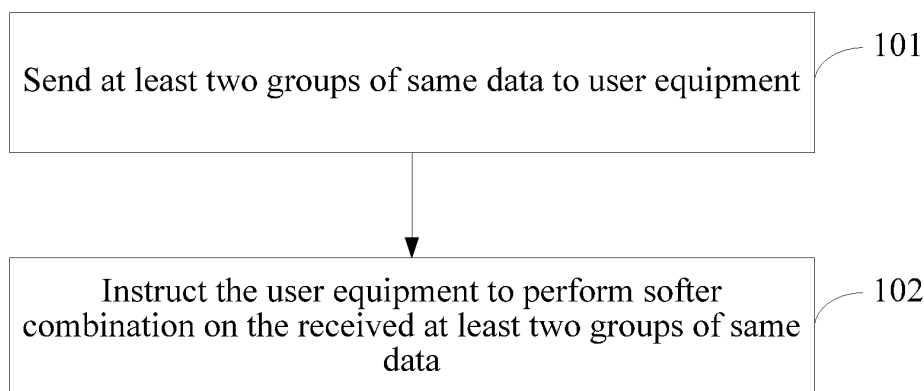 101
Send at least two groups of same data to user equipment
102
Instruct the user equipment to perform softer
combination on the received at least two groups of same
data